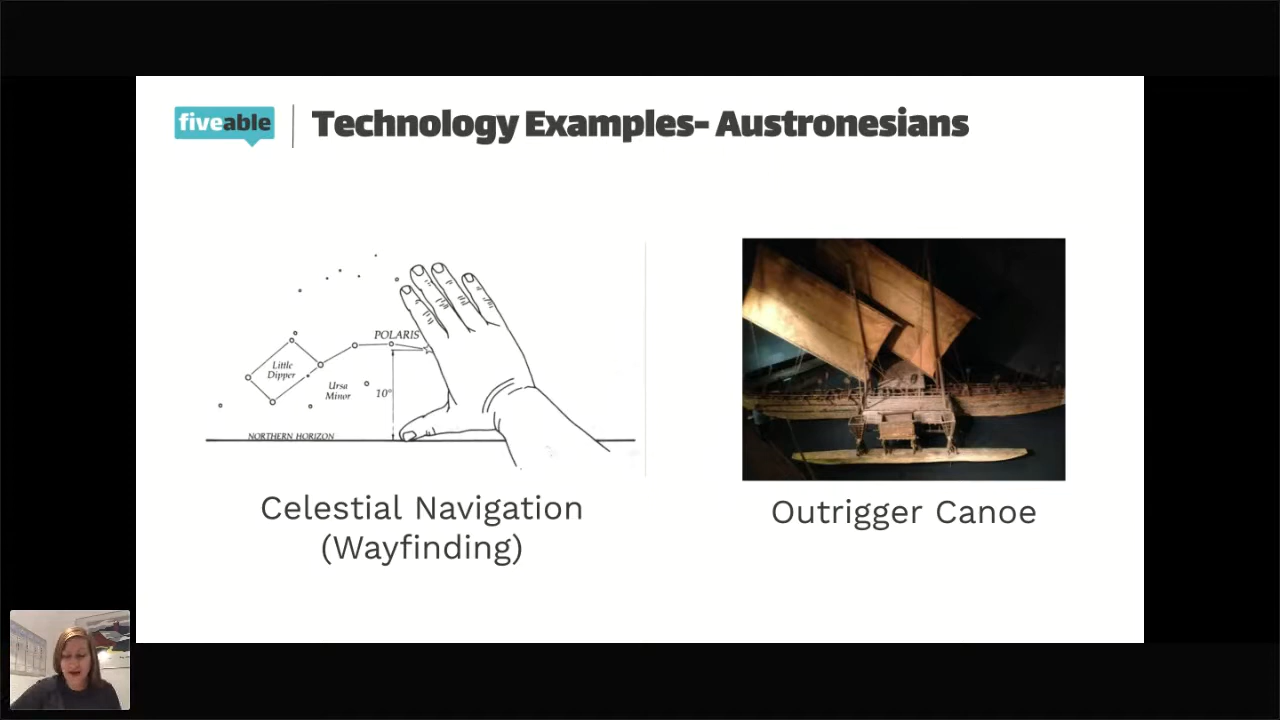 fiveable
Technology Examples- Austronesians
POLARIS
Little
Dipper
Ursa
Minor
10°
NORTHERN HORIZON
Celestial Navigation
(Wayfinding)
Outrigger Canoe